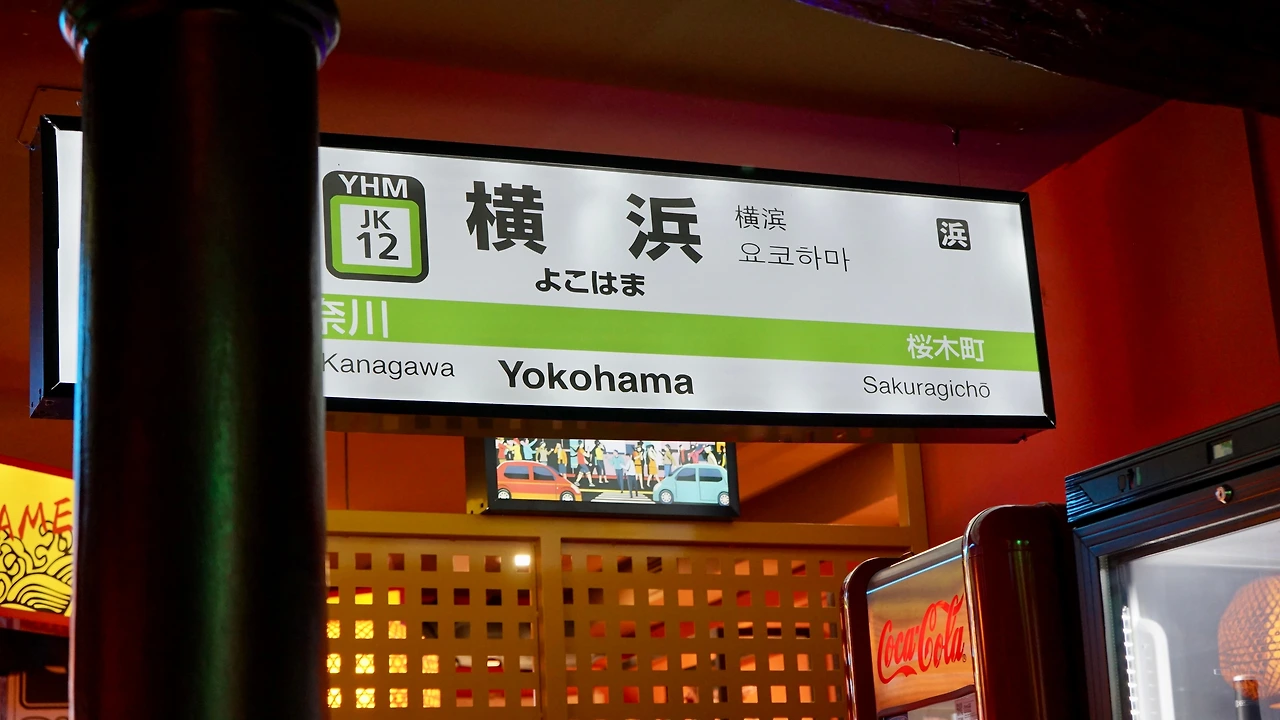 YHM
JK
12
横 浜
よこはま
横滨
요코하마
浜
奈川
桜木町
Kanagawa
Yokohama
Sakuragichō
AME
Coca-Cola